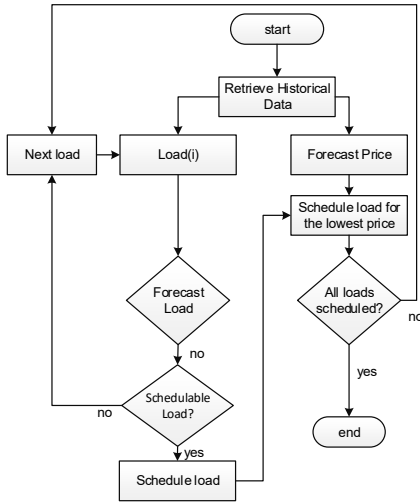 start
Retrieve Historical
Data
Next load
Load(i)
Forecast Price
Schedule load for
the lowest price
Forecast
Load
All loads
scheduled?
no
no
yes
Schedulable
Load?
no
yes
end
Schedule load